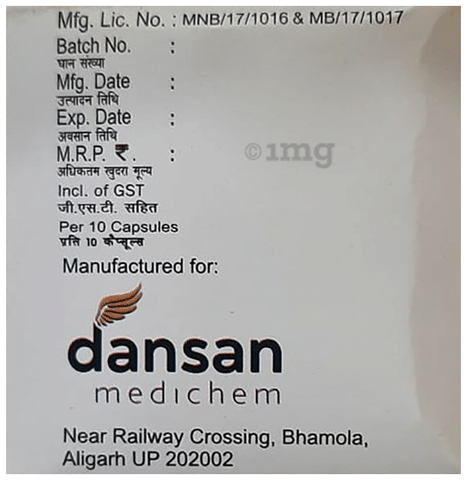 Mfg. Lic. No. : MNB/17/1016 & MB/17/1017
Batch No. :
घान संख्या
Mfg. Date :
उत्पादन तिथि
Exp. Date :
अवसान तिथि
M.R.P. ₹. :
अधिकतम खुदरा मूल्य
©1mg
Incl. of GST
जी.एस.टी. सहित
Per 10 Capsules
प्रति 10 कैप्सूल्स
Manufactured for:
dansan
medichem
Near Railway Crossing, Bhamola,
Aligarh UP 202002